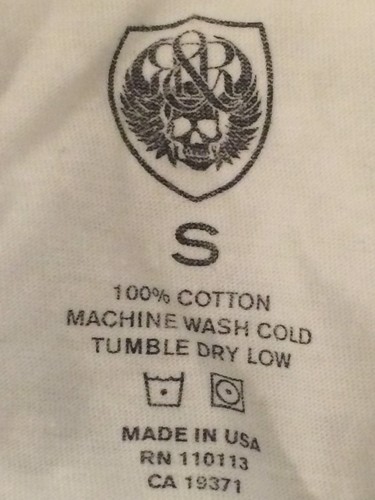 R&R
S
100% COTTON
MACHINE WASH COLD
TUMBLE DRY LOW
MADE IN USA
RN 110113
CA 19371